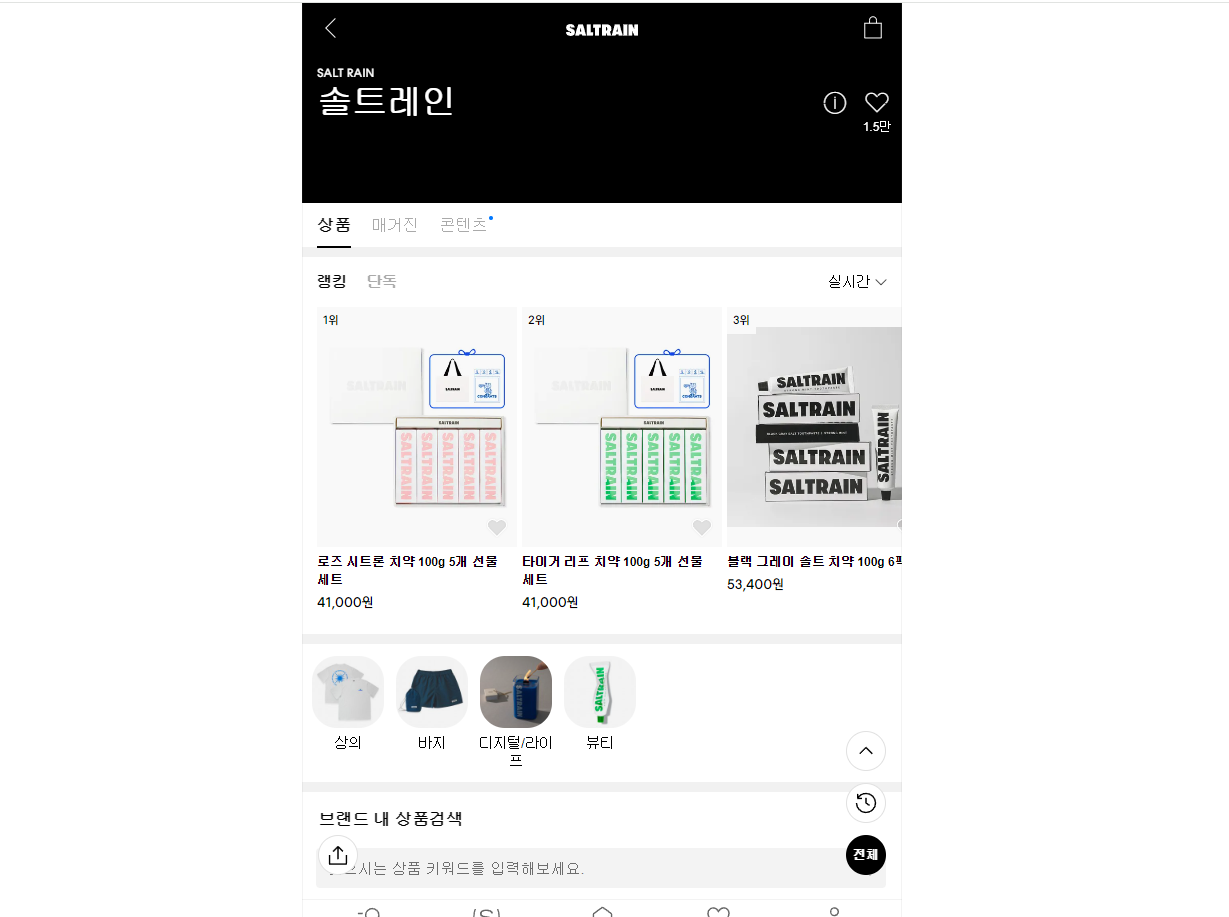 SALTRAIN
SALT RAIN
솔트레인
1.5만
상품 매거진 콘텐츠
랭킹 단독 실시간
1위 2위 3위
SALTRAIN
SALTRAIN
SALTRAIN SALTRAIN SALTRAIN SALTRAIN SALTRAIN
SALTRAIN
SALTRAIN
SALTRAIN SALTRAIN SALTRAIN SALTRAIN SALTRAIN
SALTRAIN
SALTRAIN
SALTRAIN
SALTRAIN
SALTRAIN
로즈 시트론 치약 100g 5개 선물 세트
41,000원
타이거 리프 치약 100g 5개 선물 세트
41,000원
블랙 그레이 솔트 치약 100g 6
53,400원
SALTRAIN SALTRAIN
상의 바지 디지털/라이프 뷰티
브랜드 내 상품검색
시는 상품 키워드를 입력해보세요.
전체